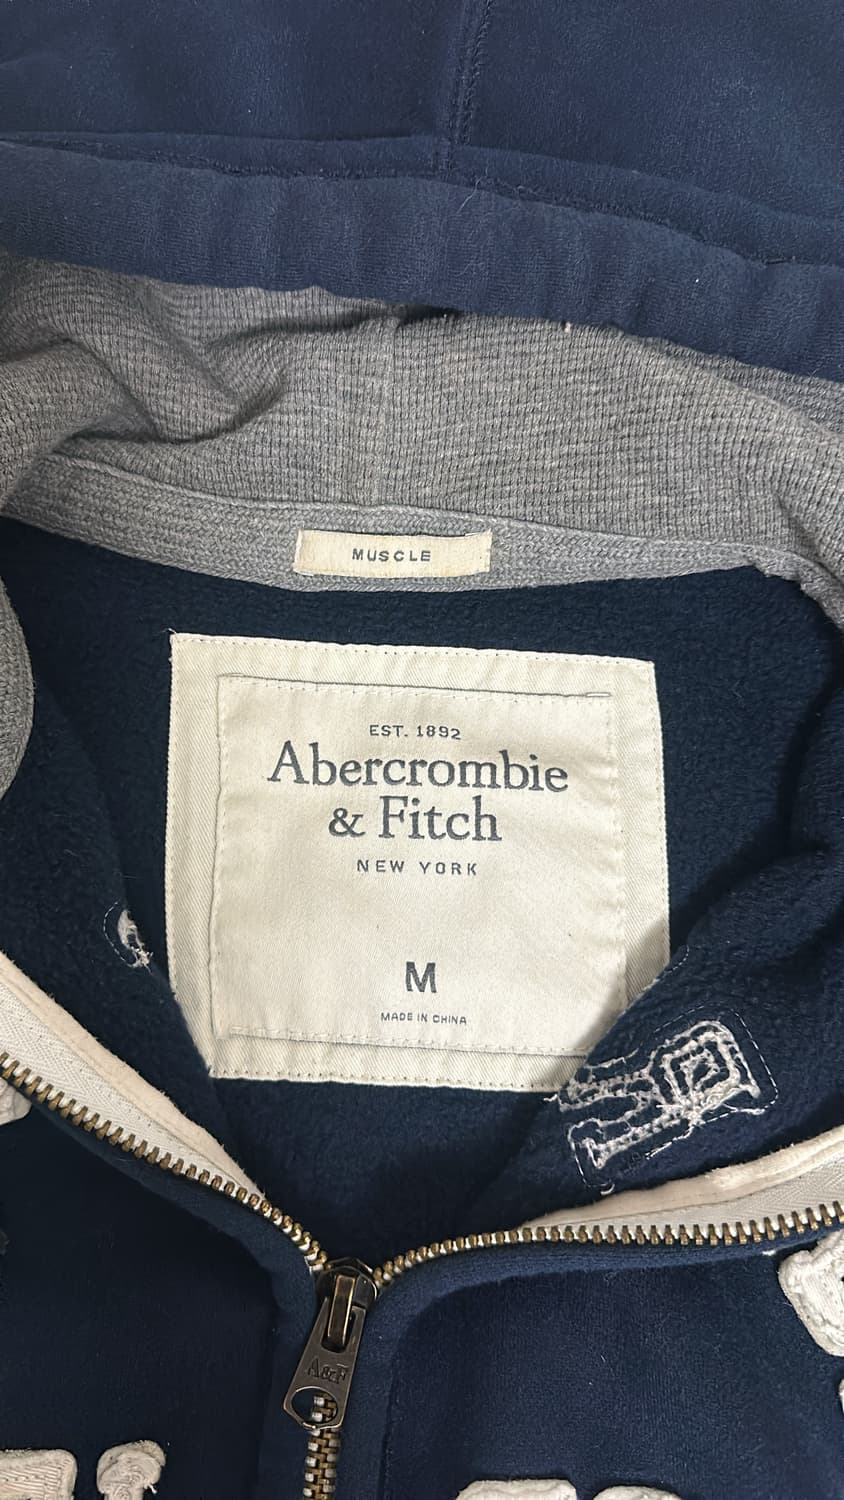 MUSCLE
EST. 1892
Abercrombie
& Fitch
NEW YORK
M
MADE IN CHINA
A&F